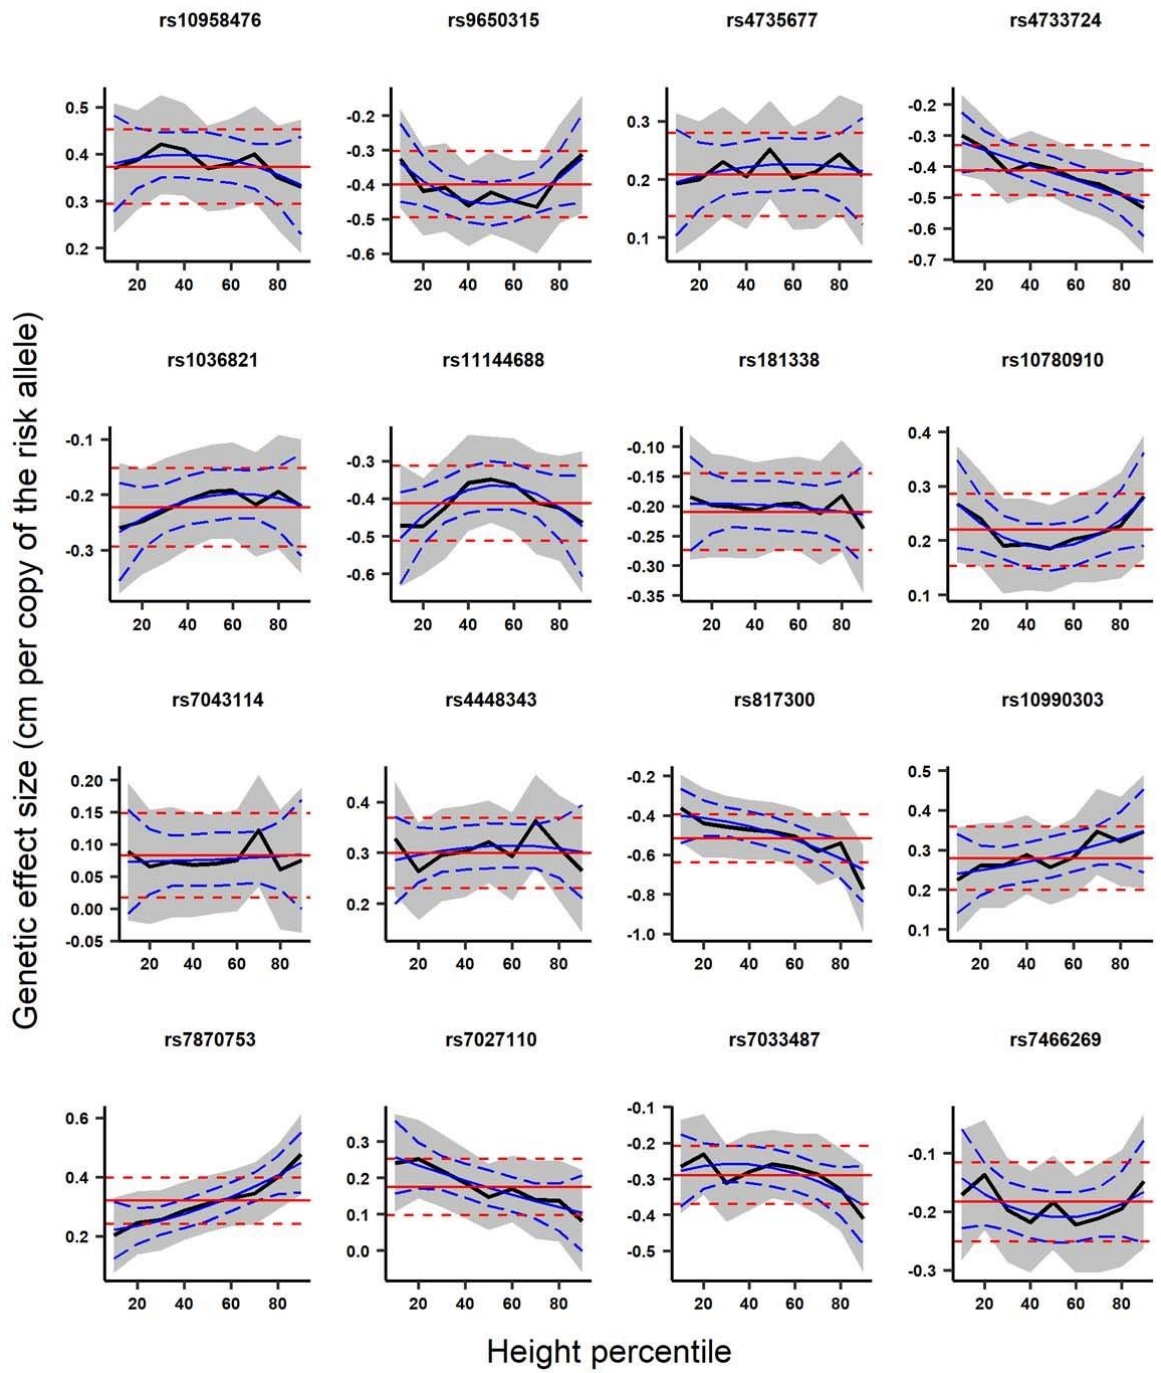 rs10958476 rs9650315 rs4735677 rs4733724
0.5 0.4 0.3 0.2
-0.2 -0.3 -0.4 -0.5 -0.6
0.3 0.2 0.1
-0.2 -0.3 -0.4 -0.5 -0.6 -0.7
20 40 60 80 20 40 60 80 20 40 60 80 20 40 60 80
rs1036821 rs11144688 rs181338 rs10780910
-0.1 -0.2 -0.3
-0.3 -0.4 -0.5 -0.6
-0.10 -0.15 -0.20 -0.25 -0.30 -0.35
0.4 0.3 0.2 0.1
20 40 60 80 20 40 60 80 20 40 60 80 20 40 60 80
rs7043114 rs4448343 rs817300 rs10990303
0.20 0.15 0.10 0.05 0.00 -0.05
0.4 0.3 0.2
-0.2 -0.4 -0.6 -0.8 -1.0
0.5 0.4 0.3 0.2 0.1
20 40 60 80 20 40 60 80 20 40 60 80 20 40 60 80
rs7870753 rs7027110 rs7033487 rs7466269
0.6 0.4 0.2
0.3 0.2 0.1 0.0
-0.1 -0.2 -0.3 -0.4 -0.5
-0.1 -0.2 -0.3
20 40 60 80 20 40 60 80 20 40 60 80 20 40 60 80
Genetic effect size (cm per copy of the risk allele)
Height percentile